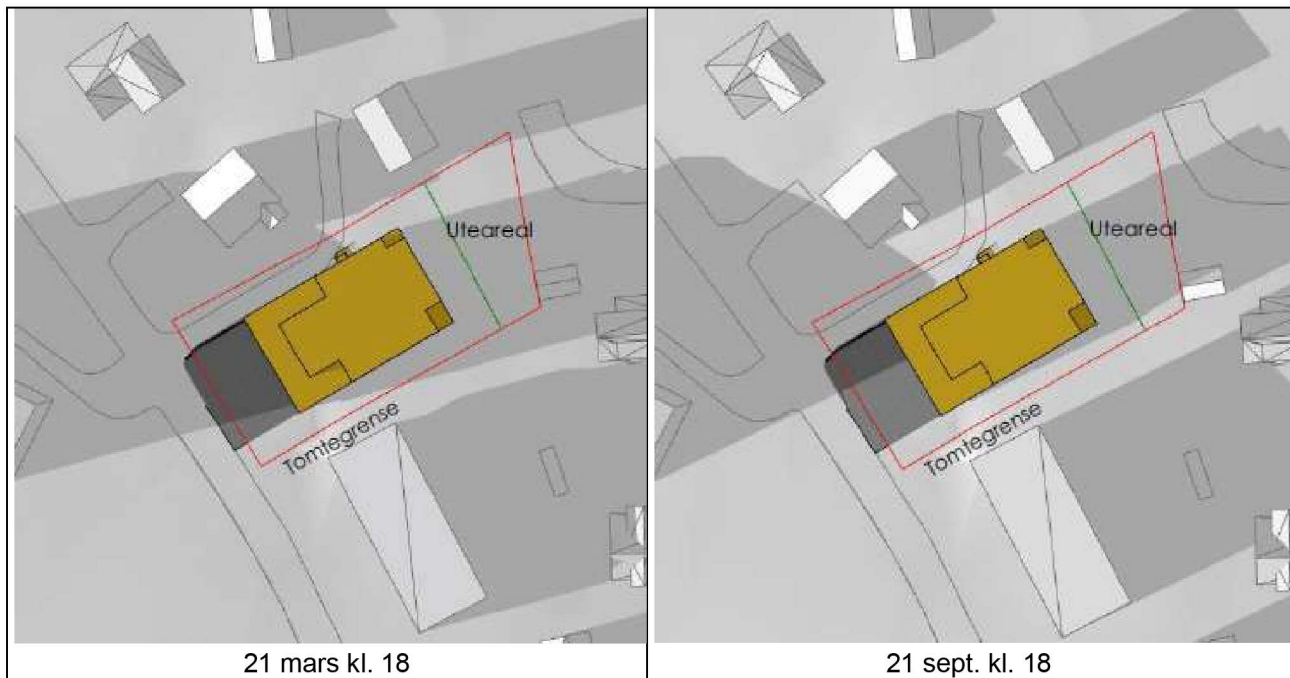 Uteareal
Tomtegrense
21 mars kl. 18
Uteareal
Tomtegrense
21 sept. kl. 18